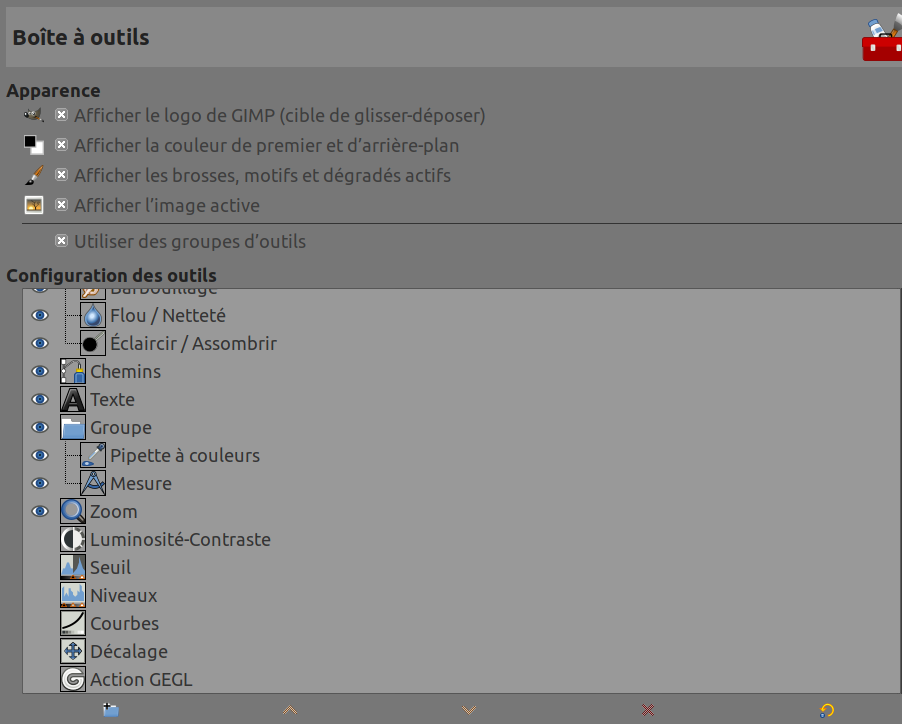 Boîte à outils
Apparence
Afficher le logo de GIMP (cible de glisser-déposer)
Afficher la couleur de premier et d’arrière-plan
Afficher les brosses, motifs et dégradés actifs
Afficher l’image active
Utiliser des groupes d’outils
Configuration des outils
Barbouillage
Flou / Netteté
Éclaircir / Assombrir
Chemins
Texte
Groupe
Pipette à couleurs
Mesure
Zoom
Luminosité-Contraste
Seuil
Niveaux
Courbes
Décalage
Action GEGL